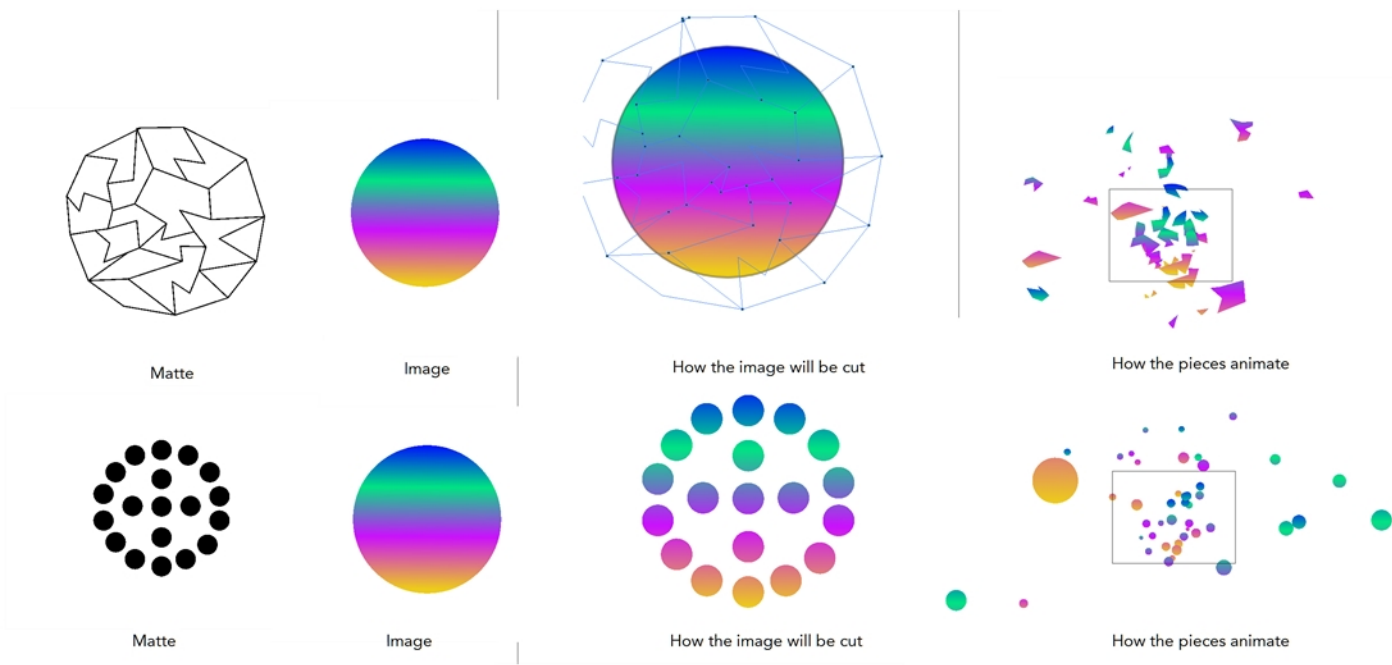 Matte
Image
How the image will be cut
How the pieces animate
Matte
Image
How the image will be cut
How the pieces animate